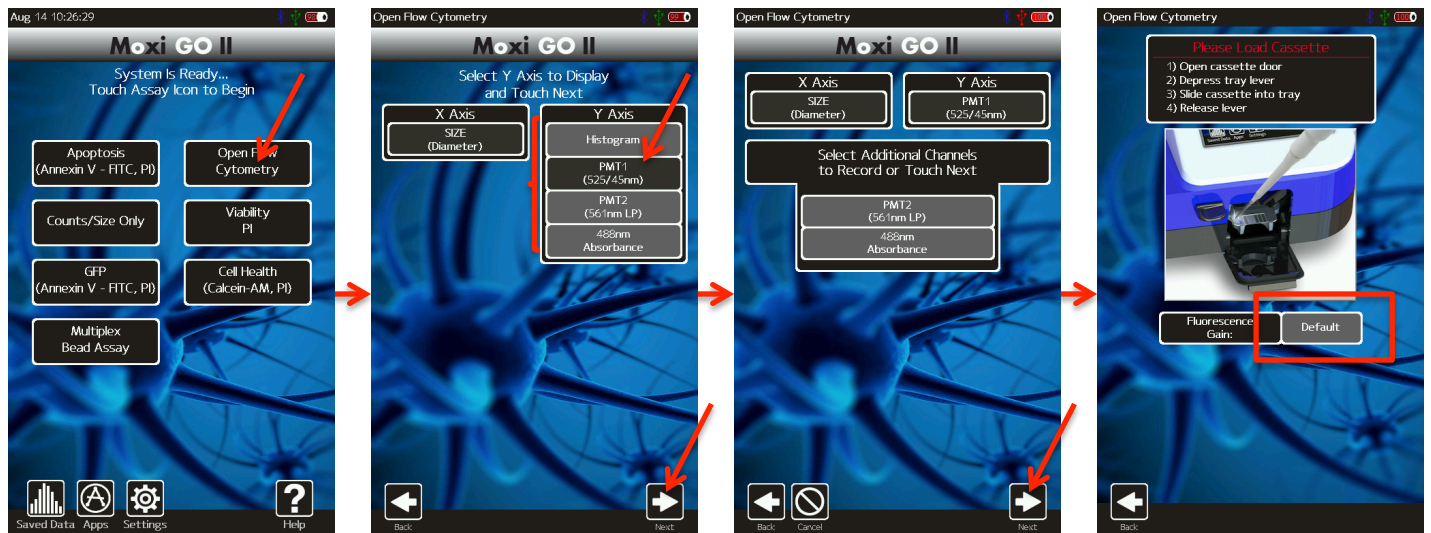 Aug 14 10:26:29
Moxi GO II
System Is Ready...
Touch Assay Icon to Begin
Apoptosis
(Annexin V - FITC, PI)
Open Flow
Cytometry
Counts/Size Only
Viability
PI
GFP
(Annexin V - FITC, PI)
Cell Health
(Calcein-AM, PI)
Multiplex
Bead Assay
Saved Data
Apps
Settings
Help
Open Flow Cytometry
Moxi GO II
Select Y Axis to Display
and Touch Next
X Axis
SIZE
(Diameter)
Y Axis
Histogram
PMT1
(525/45nm)
PMT2
(561nm LP)
488nm
Absorbance
Back
Next
Open Flow Cytometry
100
Moxi GO II
X Axis
SIZE
(Diameter)
Y Axis
PMT1
(525/45nm)
Select Additional Channels
to Record or Touch Next
PMT2
(561nm LP)
488nm
Absorbance
Back
Cancel
Next
Open Flow Cytometry
100
Please Load Cassette
1) Open cassette door
2) Depress tray lever
3) Slide cassette into tray
4) Release lever
Saved Data Apps Settings
Fluorescence
Gain:
Default
Back